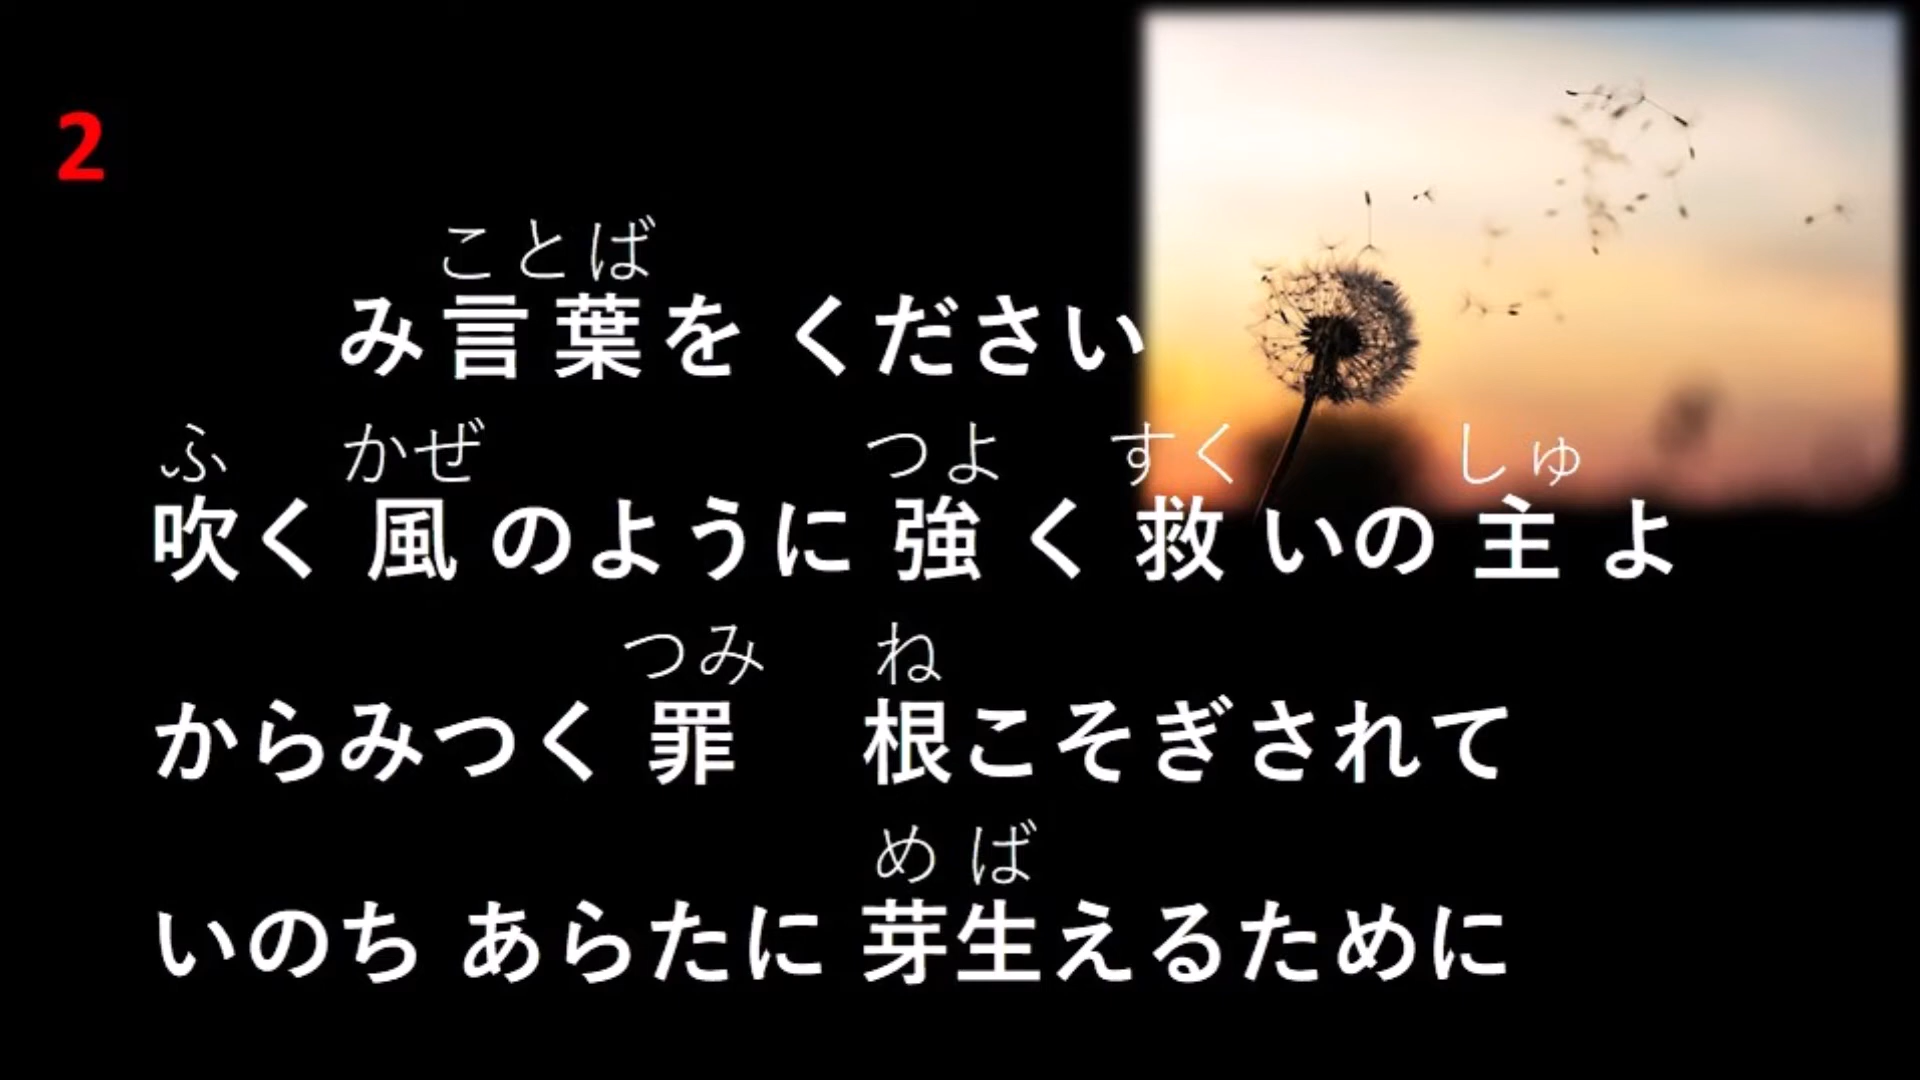 2
ことば
み言葉を ください
ふ かぜ つよ すく しゅ
吹く 風 のように 強 く 救 いの 主 よ
つみ ね
からみつく 罪 根こそぎされて
め ば
いのち あらたに 芽生えるために